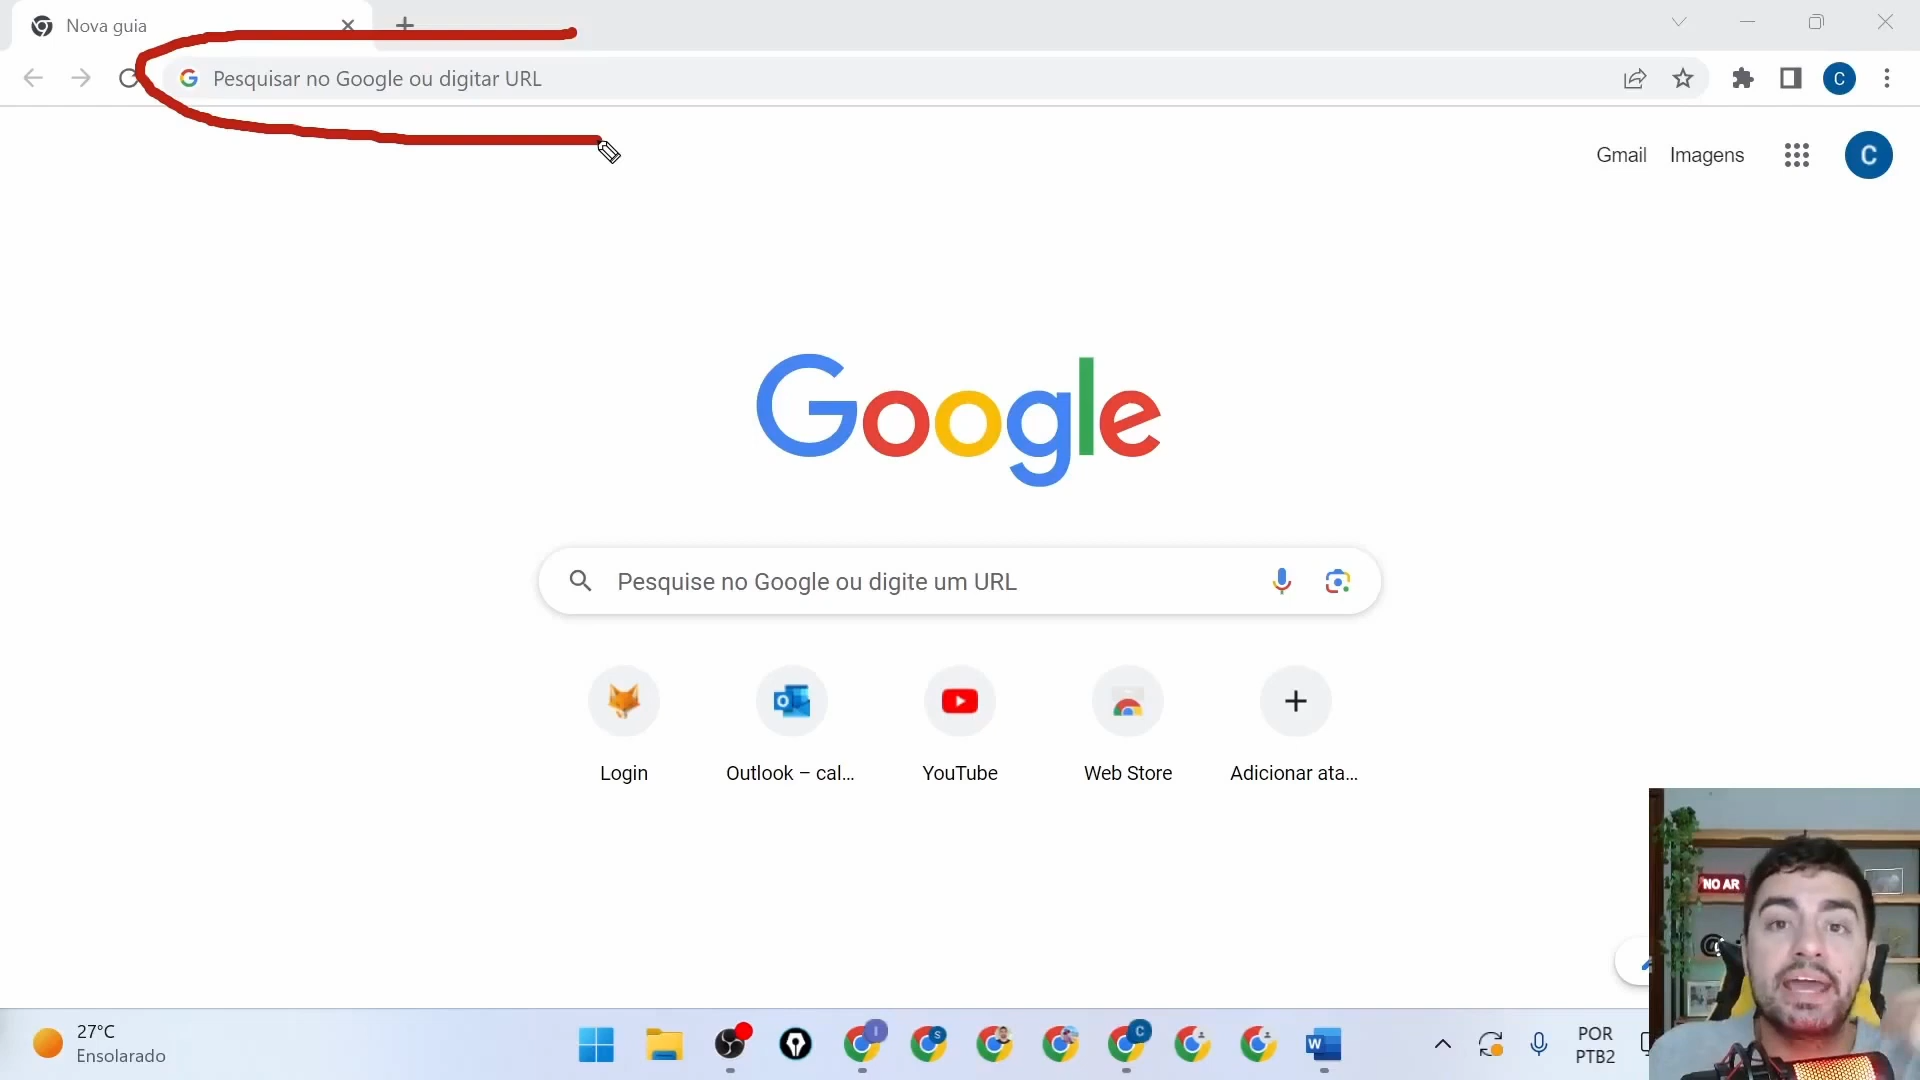 Nova guia
Pesquisar no Google ou digitar URL
C
Gmail Imagens
C
Google
Pesquise no Google ou digite um URL
Login
Outlook – cal...
YouTube
Web Store
Adicionar ata...
NO AR
27°C
Ensolarado
I
S
C
W
POR
PTB2